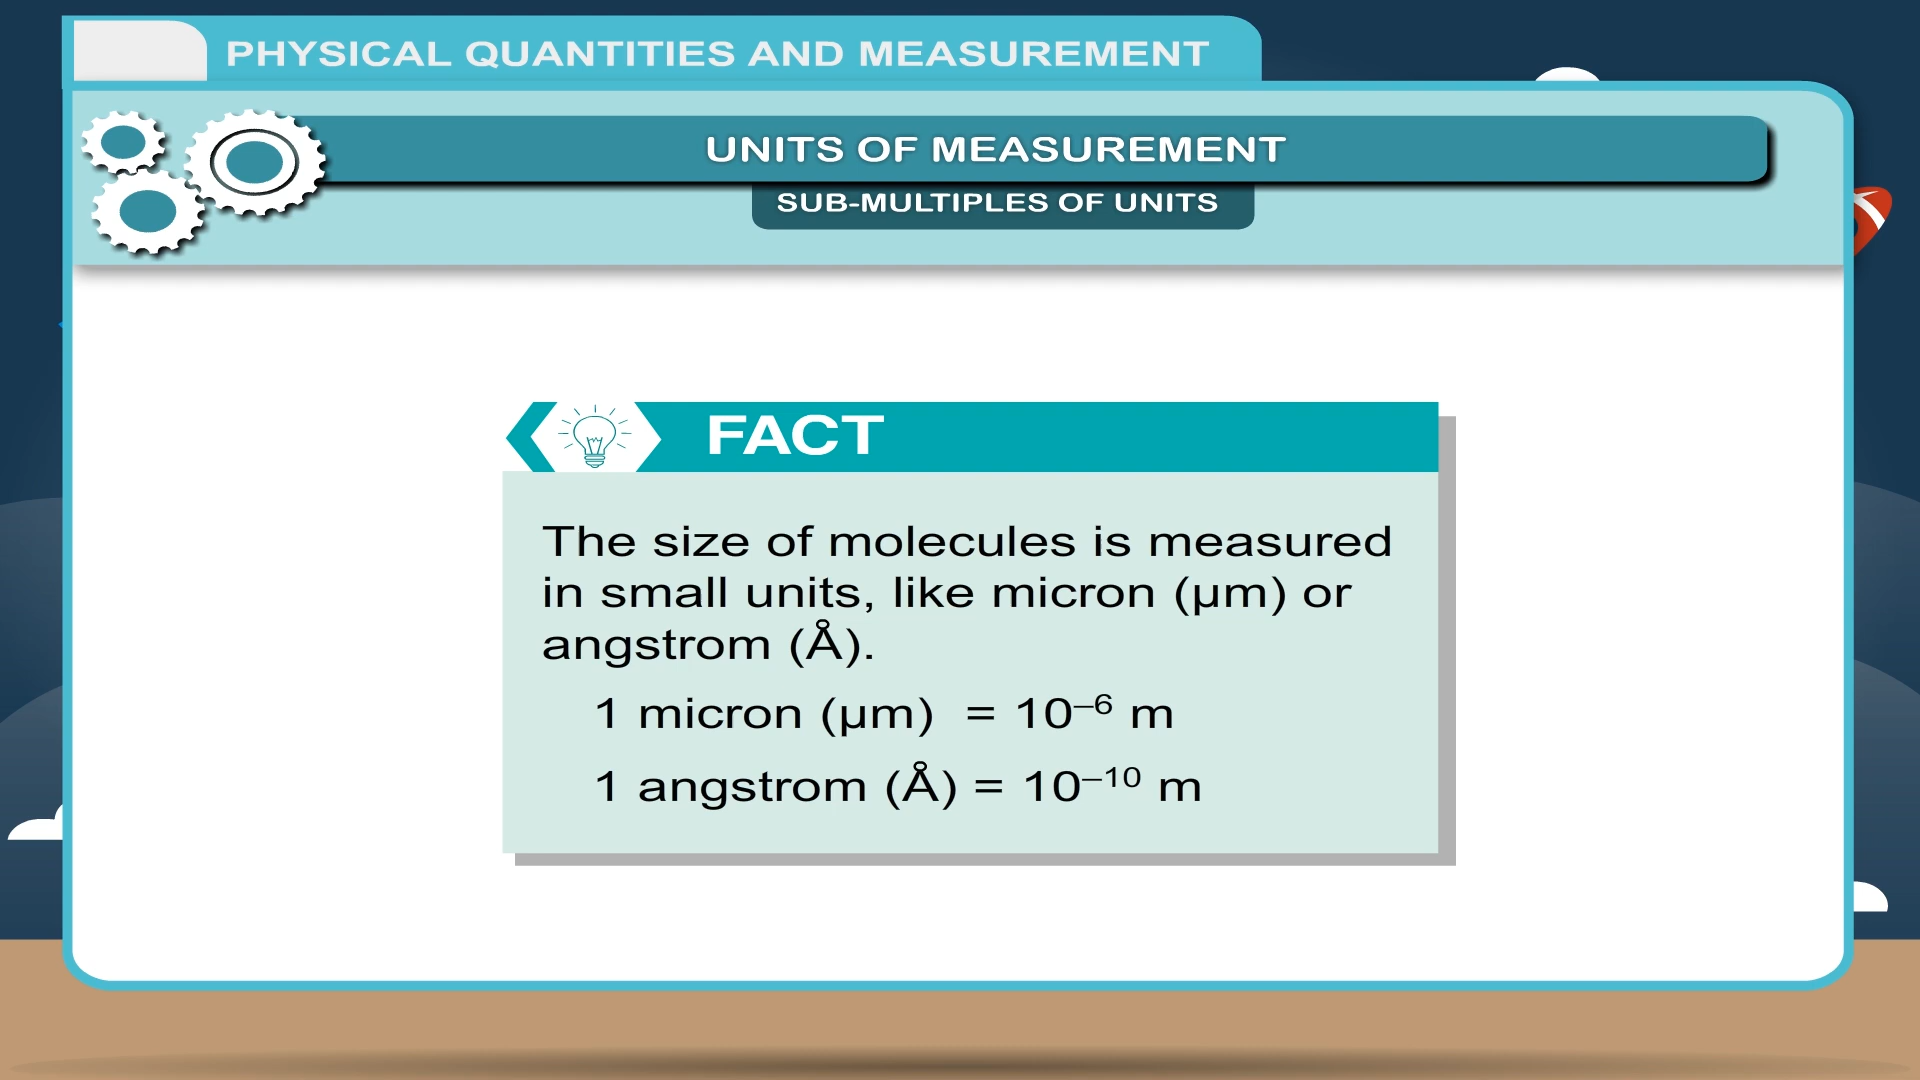 PHYSICAL QUANTITIES AND MEASUREMENT
UNITS OF MEASUREMENT
SUB-MULTIPLES OF UNITS
FACT
The size of molecules is measured
in small units, like micron (μm) or
angstrom (Å).
1 micron (μm) = 10⁻⁶ m
1 angstrom (Å) = 10⁻¹⁰ m